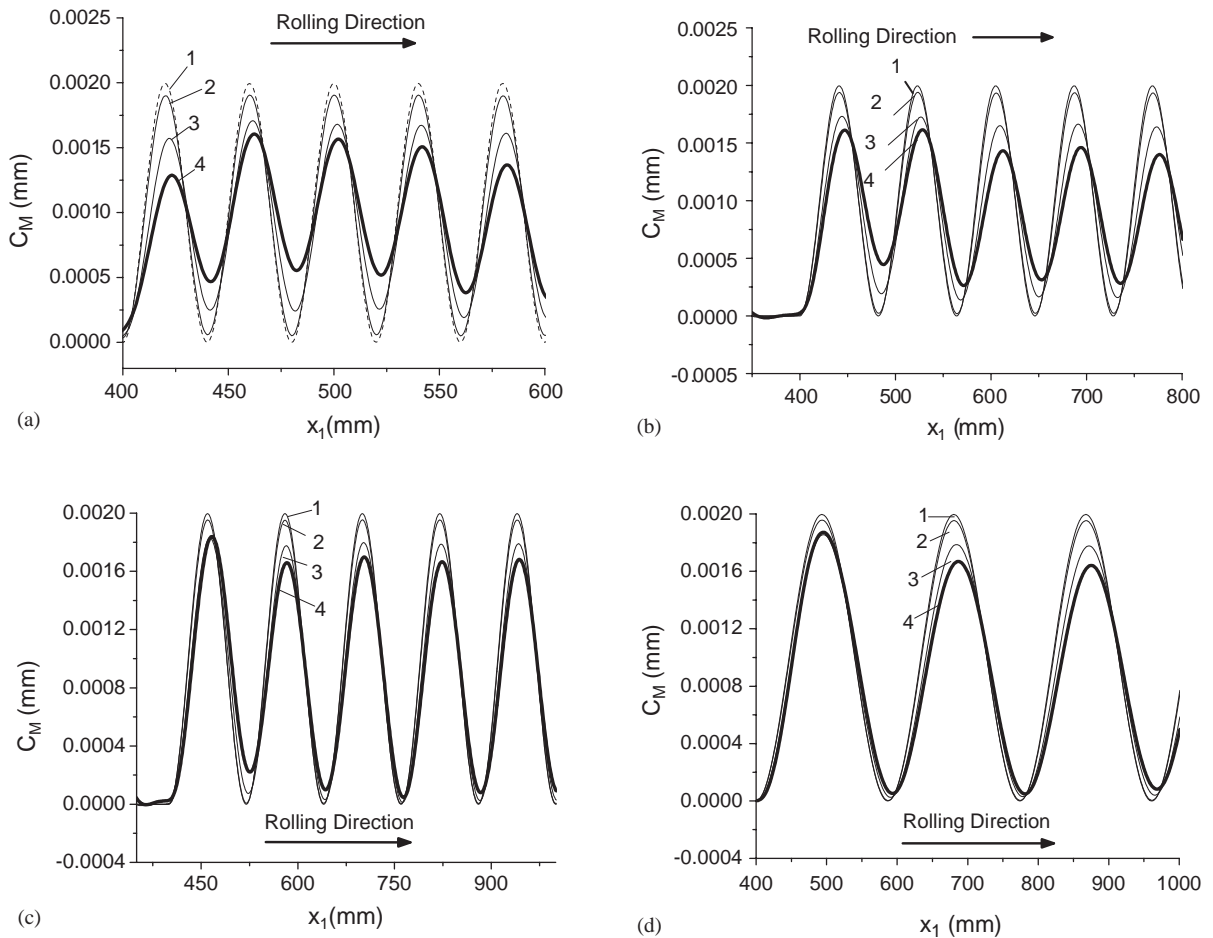 0.0025
Rolling Direction
1
0.0020
2
0.0015
3
4
0.0010
0.0005
0.0000
C_M (mm)
400 450 500 550 600
x_1(mm)
(a)
0.0025
Rolling Direction
1
0.0020
2
0.0015
3
4
0.0010
0.0005
0.0000
-0.0005
C_M (mm)
400 500 600 700 800
x_1 (mm)
(b)
0.0020
1
2
0.0016
3
4
0.0012
0.0008
0.0004
0.0000
-0.0004
C_M (mm)
Rolling Direction
450 600 750 900
x_1(mm)
(c)
0.0020
1
2
0.0016
3
4
0.0012
0.0008
0.0004
0.0000
-0.0004
C_M (mm)
Rolling Direction
400 500 600 700 800 900 1000
x_1 (mm)
(d)